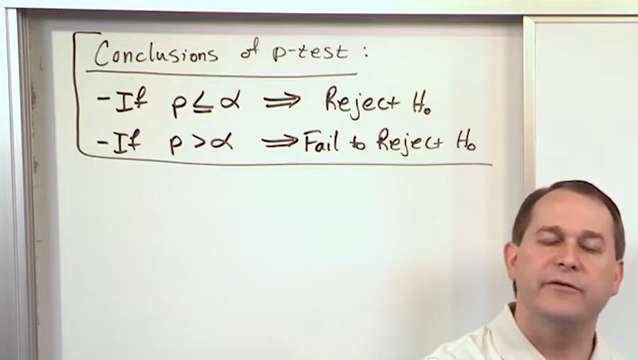 Conclusions of p-test :
- If p ≤ α ⇒ Reject H₀
- If p > α ⇒ Fail to Reject H₀